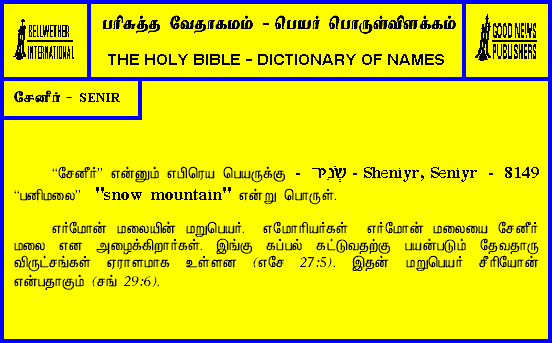 BELLWETHER
INTERNATIONAL
பரிசுத்த வேதாகமம் - பெயர் பொருள்விளக்கம்
THE HOLY BIBLE - DICTIONARY OF NAMES
GOOD NEWS
PUBLISHERS
சேனீர் - SENIR
“சேனீர்” என்னும் எபிரெய பெயருக்கு - שְׂנִיר - Sheniyr, Seniyr - 8149
“பனிமலை” "snow mountain" என்று பொருள்.
எர்மோன் மலையின் மறுபெயர். எமோரியர்கள் எர்மோன் மலையை சேனீர்
மலை என அழைக்கிறார்கள். இங்கு கப்பல் கட்டுவதற்கு பயன்படும் தேவதாரு
விருட்சங்கள் ஏராளமாக உள்ளன (எசே 27:5). இதன் மறுபெயர் சீரியோன்
என்பதாகும் (சங் 29:6).